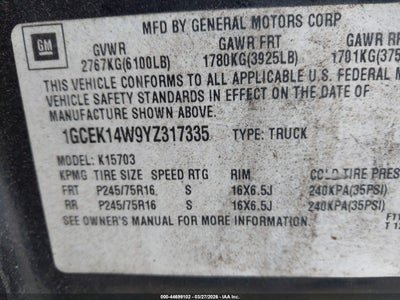 MFD BY GENERAL MOTORS CORP
GM
GVWR GAWR FRT GAWR RR
2767KG(6100LB) 1780KG(3925LB) 1701KG(375
THIS VEHICLE CONFORMS TO ALL APPLICABLE U.S. FEDERAL M
VEHICLE SAFETY STANDARDS IN EFFECT ON THE DATE OF
MANUFACTURE SHOWN ABOVE.
1GCEK14W9YZ317335 TYPE: TRUCK
MODEL: K15703
KPMG TIRE SIZE SPEED RTG RIM COLD TIRE PRES
FRT P245/75R16 S 16X6.5J 240KPA(35PSI)
RR P245/75R16 S 16X6.5J 240KPA(35PSI)
SEE OWNER'S MANUAL FOR MORE INFORMATION.
000-44699102 - 03/27/2026 - IAA